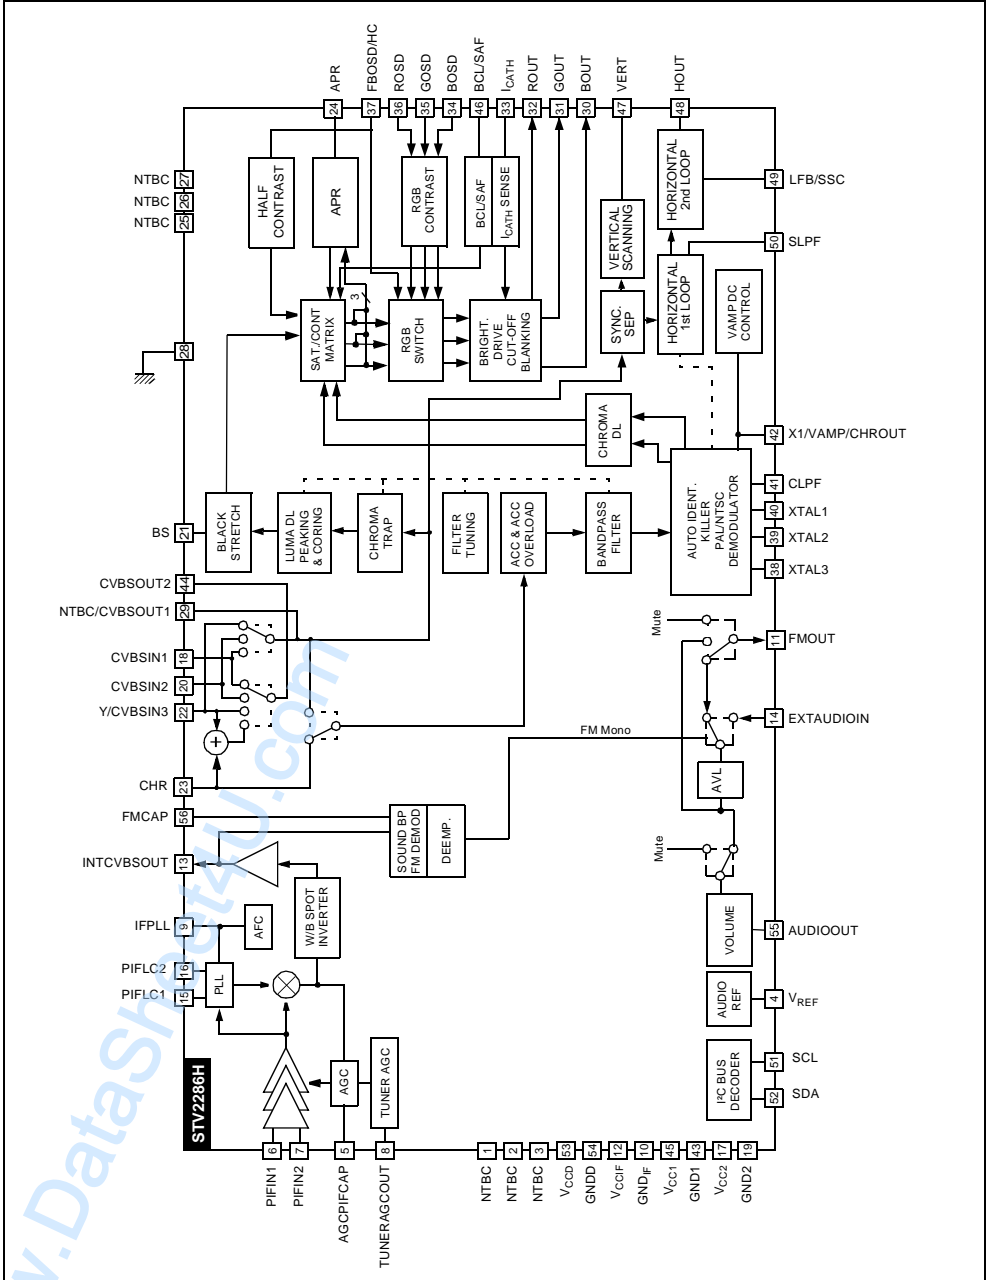 APR
FBOSD/HC
ROSD
GOSD
BOSD
BCL/SAF
ICATH
ROUT
GOUT
BOUT
VERT
HOUT
24
37
36
35
34
46
33
32
31
30
47
48
NTBC
27
NTBC
26
NTBC
25
28
HALF
CONTRAST
APR
RGB
CONTRAST
BCL/SAF
ICATH SENSE
VERTICAL
SCANNING
HORIZONTAL
2nd LOOP
49
LFB/SSC
50
SLPF
SAT./CONT
MATRIX
3
RGB
SWITCH
BRIGHT.
DRIVE
CUT-OFF
BLANKING
SYNC.
SEP
HORIZONTAL
1st LOOP
VAMP DC
CONTROL
CHROMA
DL
42
X1/VAMP/CHROUT
41
CLPF
40
XTAL1
39
XTAL2
38
XTAL3
BS
21
BLACK
STRETCH
LUMA DL
PEAKING
& CORING
CHROMA
TRAP
FILTER
TUNING
ACC & ACC
OVERLOAD
BANDPASS
FILTER
AUTO IDENT.
KILLER
PAL/NTSC
DEMODULATOR
CVBSOUT2
44
NTBC/CVBSOUT1
29
CVBSIN1
18
CVBSIN2
20
Y/CVBSIN3
22
+
CHR
23
FMCAP
56
INTCVBSOUT
13
Mute
11
FMOUT
14
EXTAUDIOIN
FM Mono
AVL
SOUND BP
FM DEMOD
DEEMP.
Mute
VOLUME
55
AUDIOOUT
IFPLL
9
PIFLC2
16
PIFLC1
15
AFC
PLL
W/B SPOT
INVERTER
AUDIO
REF
4
VREF
I²C BUS
DECODER
51
SCL
52
SDA
STV2286H
AGC
TUNER AGC
6
7
5
8
1
2
3
53
54
12
10
45
43
17
19
PIFIN1
PIFIN2
AGCPIFCAP
TUNERAGCOUT
NTBC
NTBC
NTBC
VCCD
GNDD
VCCIF
GNDIF
VCC1
GND1
VCC2
GND2
w.DataSheet4U.com